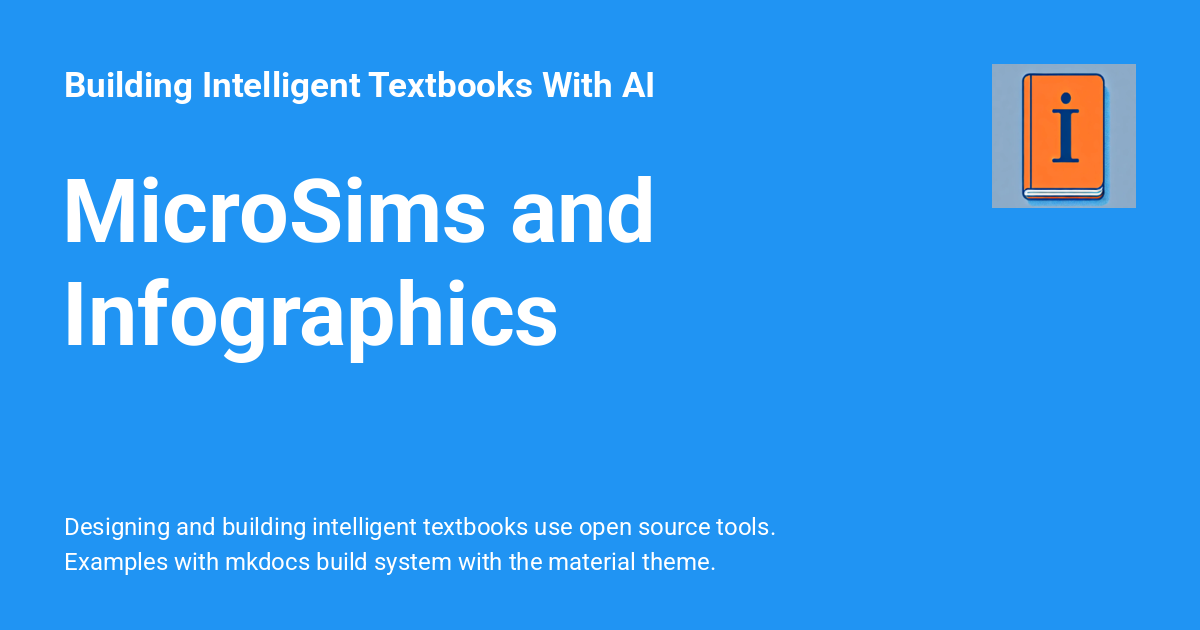 Building Intelligent Textbooks With AI
MicroSims and
Infographics
i
Designing and building intelligent textbooks use open source tools.
Examples with mkdocs build system with the material theme.